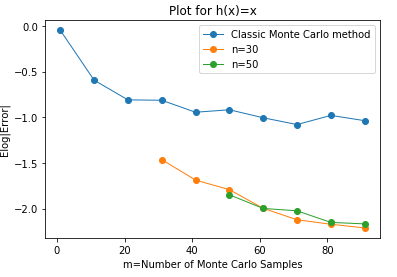 Plot for h(x)=x
Classic Monte Carlo method
n=30
n=50
Elog|Error|
0.0
−0.5
−1.0
−1.5
−2.0
0 20 40 60 80
m=Number of Monte Carlo Samples